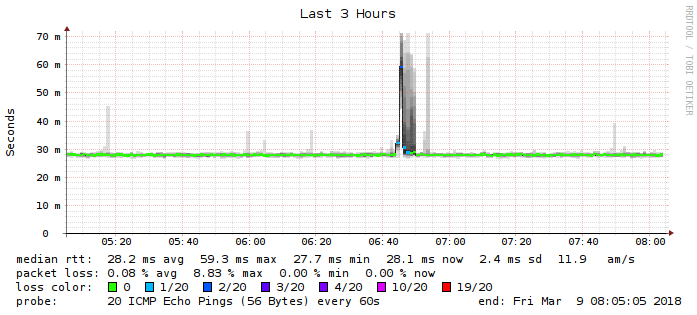 Last 3 Hours
RRDTOOL / TOBI OETIKER
Seconds
70 m
60 m
50 m
40 m
30 m
20 m
10 m
0
05:20 05:40 06:00 06:20 06:40 07:00 07:20 07:40 08:00
median rtt: 28.2 ms avg 59.3 ms max 27.7 ms min 28.1 ms now 2.4 ms sd 11.9 am/s
packet loss: 0.08 % avg 8.83 % max 0.00 % min 0.00 % now
loss color: 0 1/20 2/20 3/20 4/20 10/20 19/20
probe: 20 ICMP Echo Pings (56 Bytes) every 60s end: Fri Mar 9 08:05:05 2018